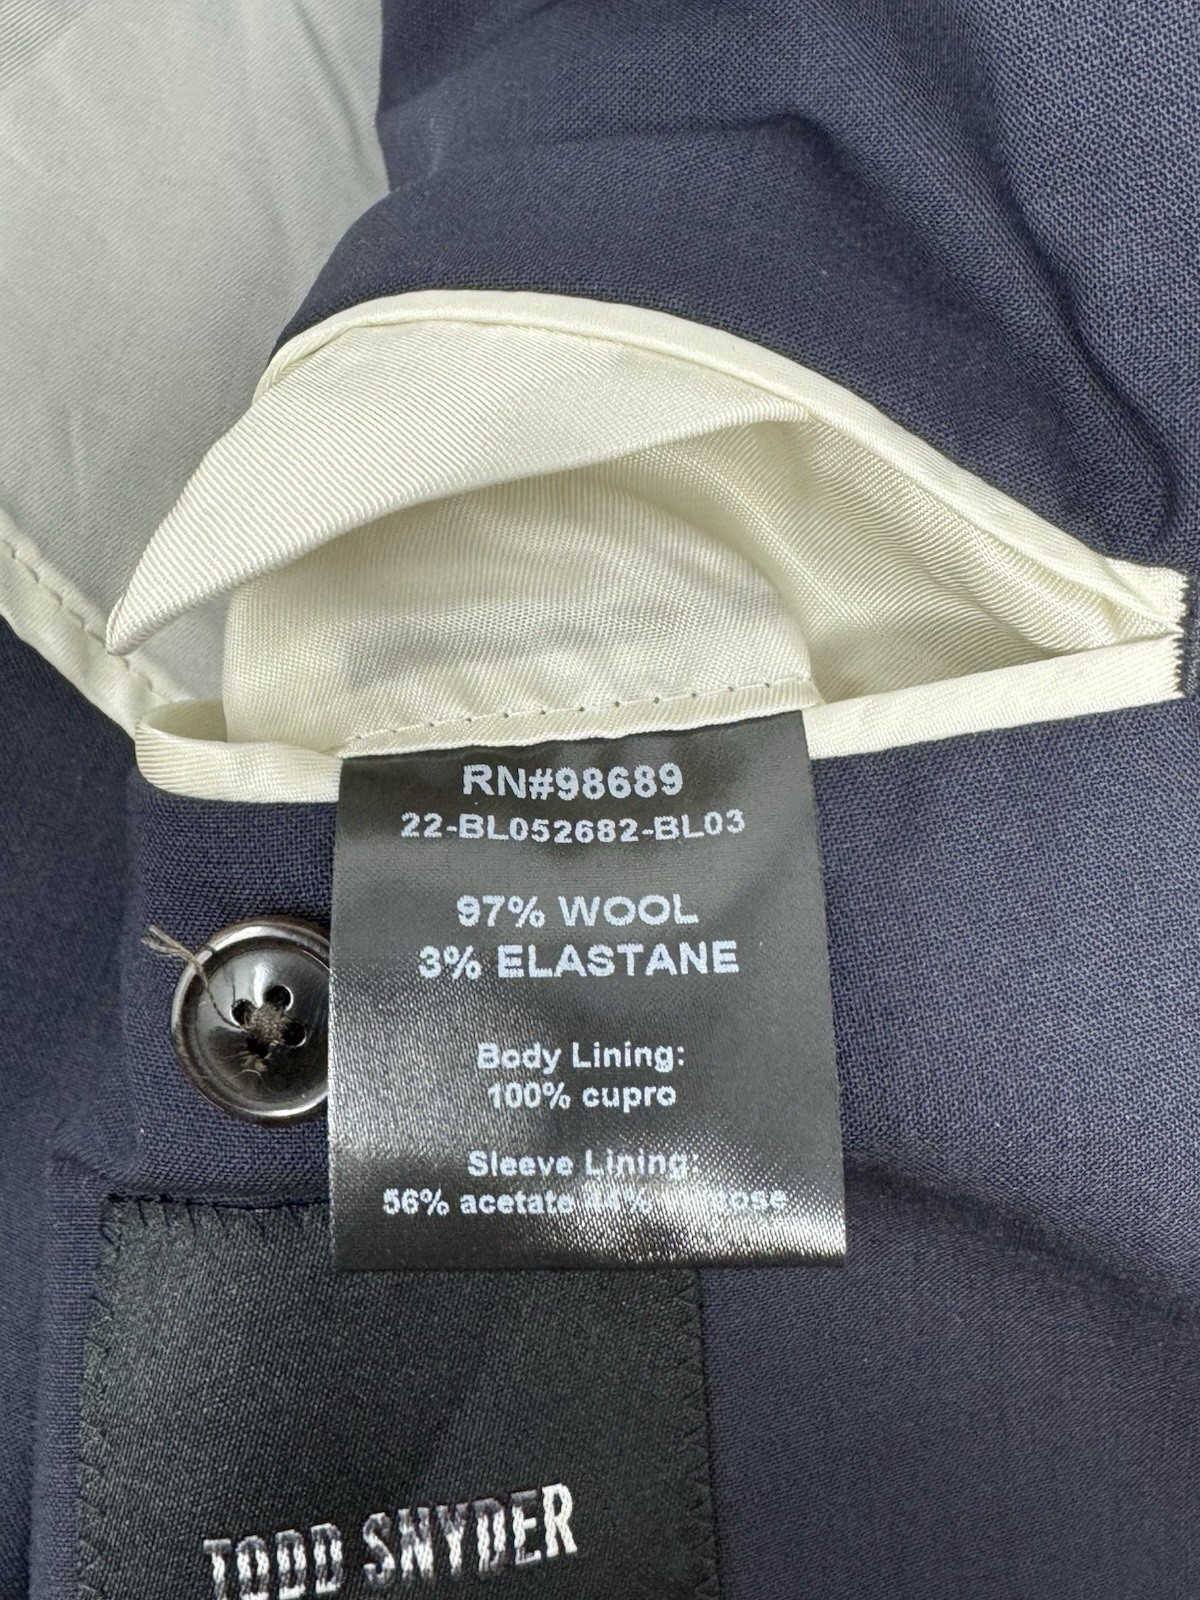 RN#98689
22-BL052682-BL03
97% WOOL
3% ELASTANE
Body Lining:
100% cupro
Sleeve Lining:
56% acetate 44%
TODD SNYDER